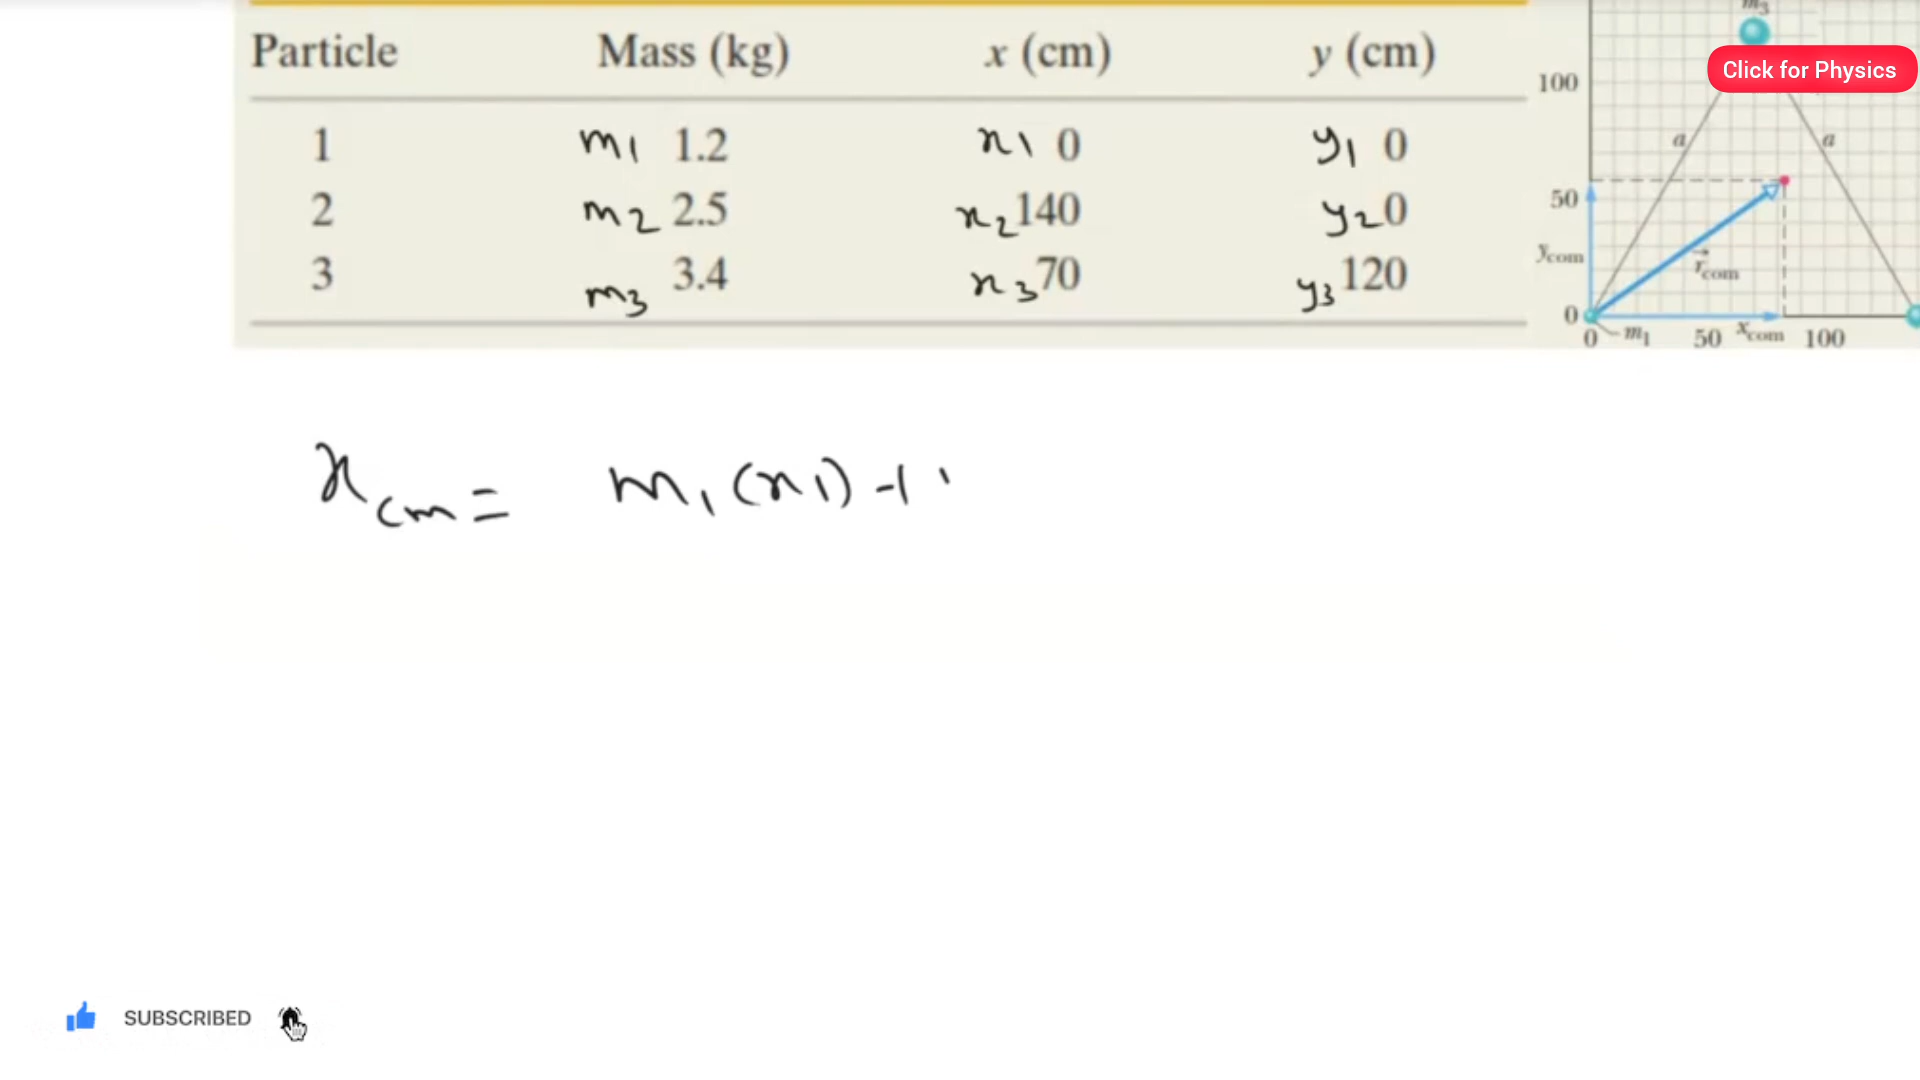 Particle Mass (kg) x (cm) y (cm)
1 m1 1.2 x1 0 y1 0
2 m2 2.5 x2 140 y2 0
3 m3 3.4 x3 70 y3 120
m3
Click for Physics
100
a a
50
ycom
rcom
0
0 m1 50 xcom 100
xcm = m1(x1) +
SUBSCRIBED